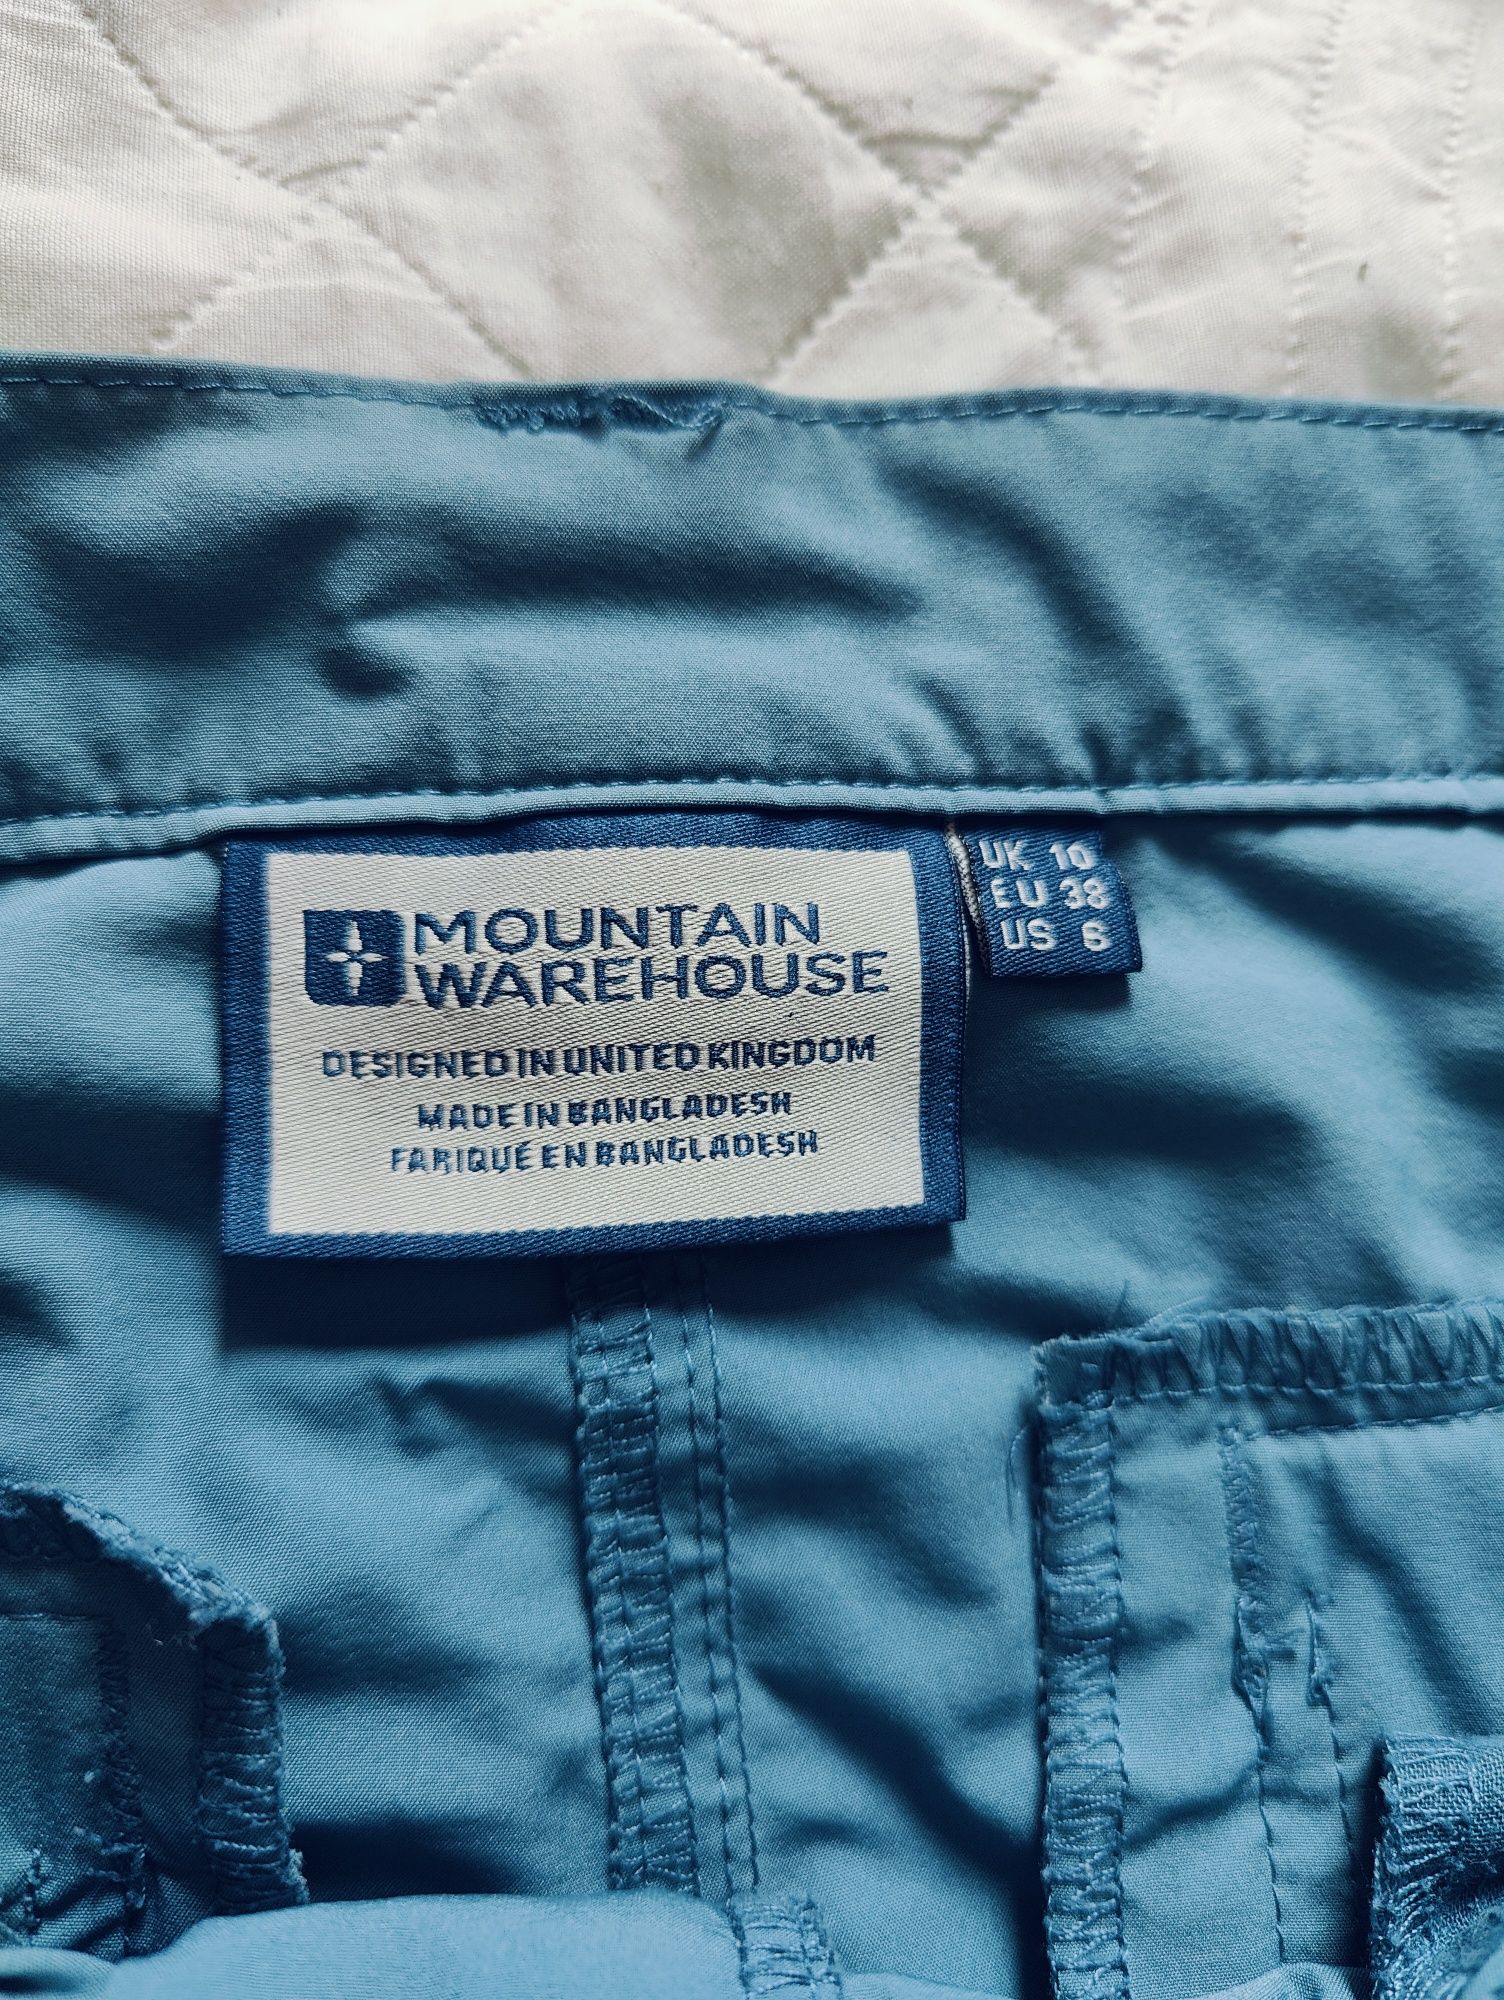 MOUNTAIN
WAREHOUSE
DESIGNED IN UNITED KINGDOM
MADE IN BANGLADESH
FARIQUÉ EN BANGLADESH
UK 10
EU 38
US 6